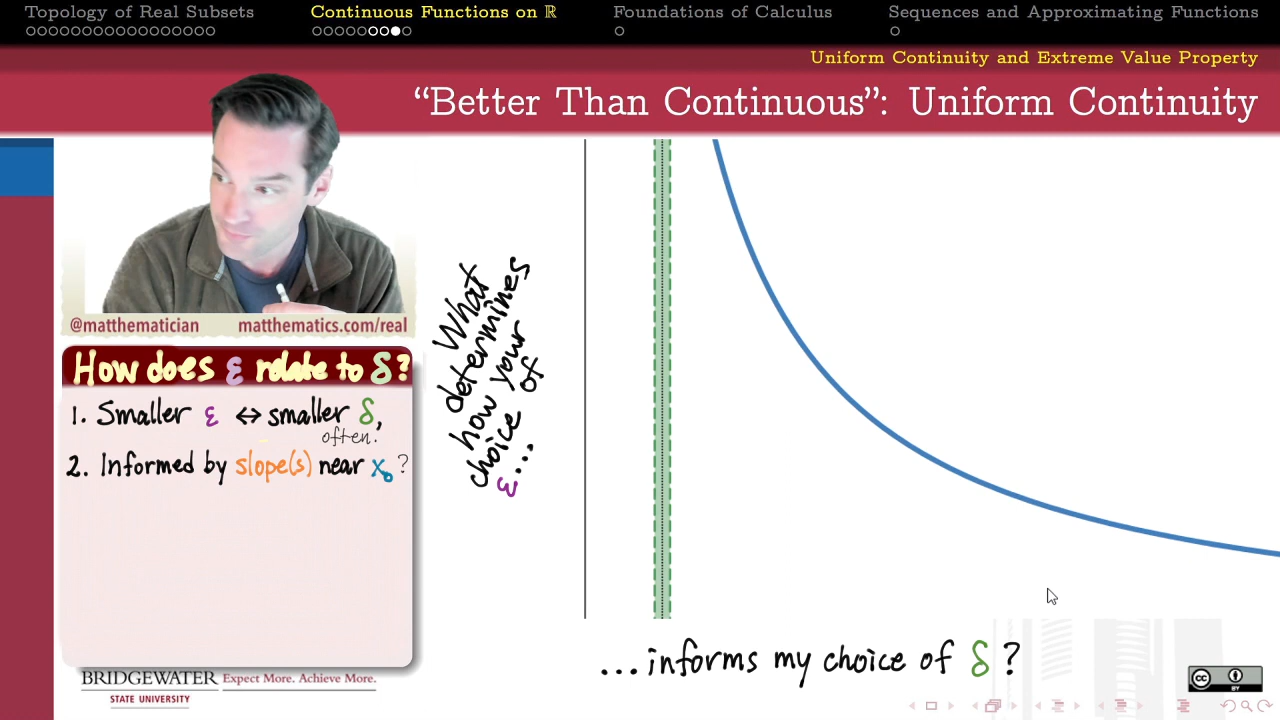 Topology of Real Subsets
Continuous Functions on ℝ
Foundations of Calculus
Sequences and Approximating Functions
Uniform Continuity and Extreme Value Property
“Better Than Continuous”: Uniform Continuity
@matthematician
matthematics.com/real
How does ε relate to δ?
1. Smaller ε ↔ smaller δ,
often.
2. Informed by slope(s) near x₀?
What
determines
how your
choice of
ε...
...informs my choice of δ?
BRIDGEWATER
STATE UNIVERSITY
Expect More. Achieve More.
cc
BY